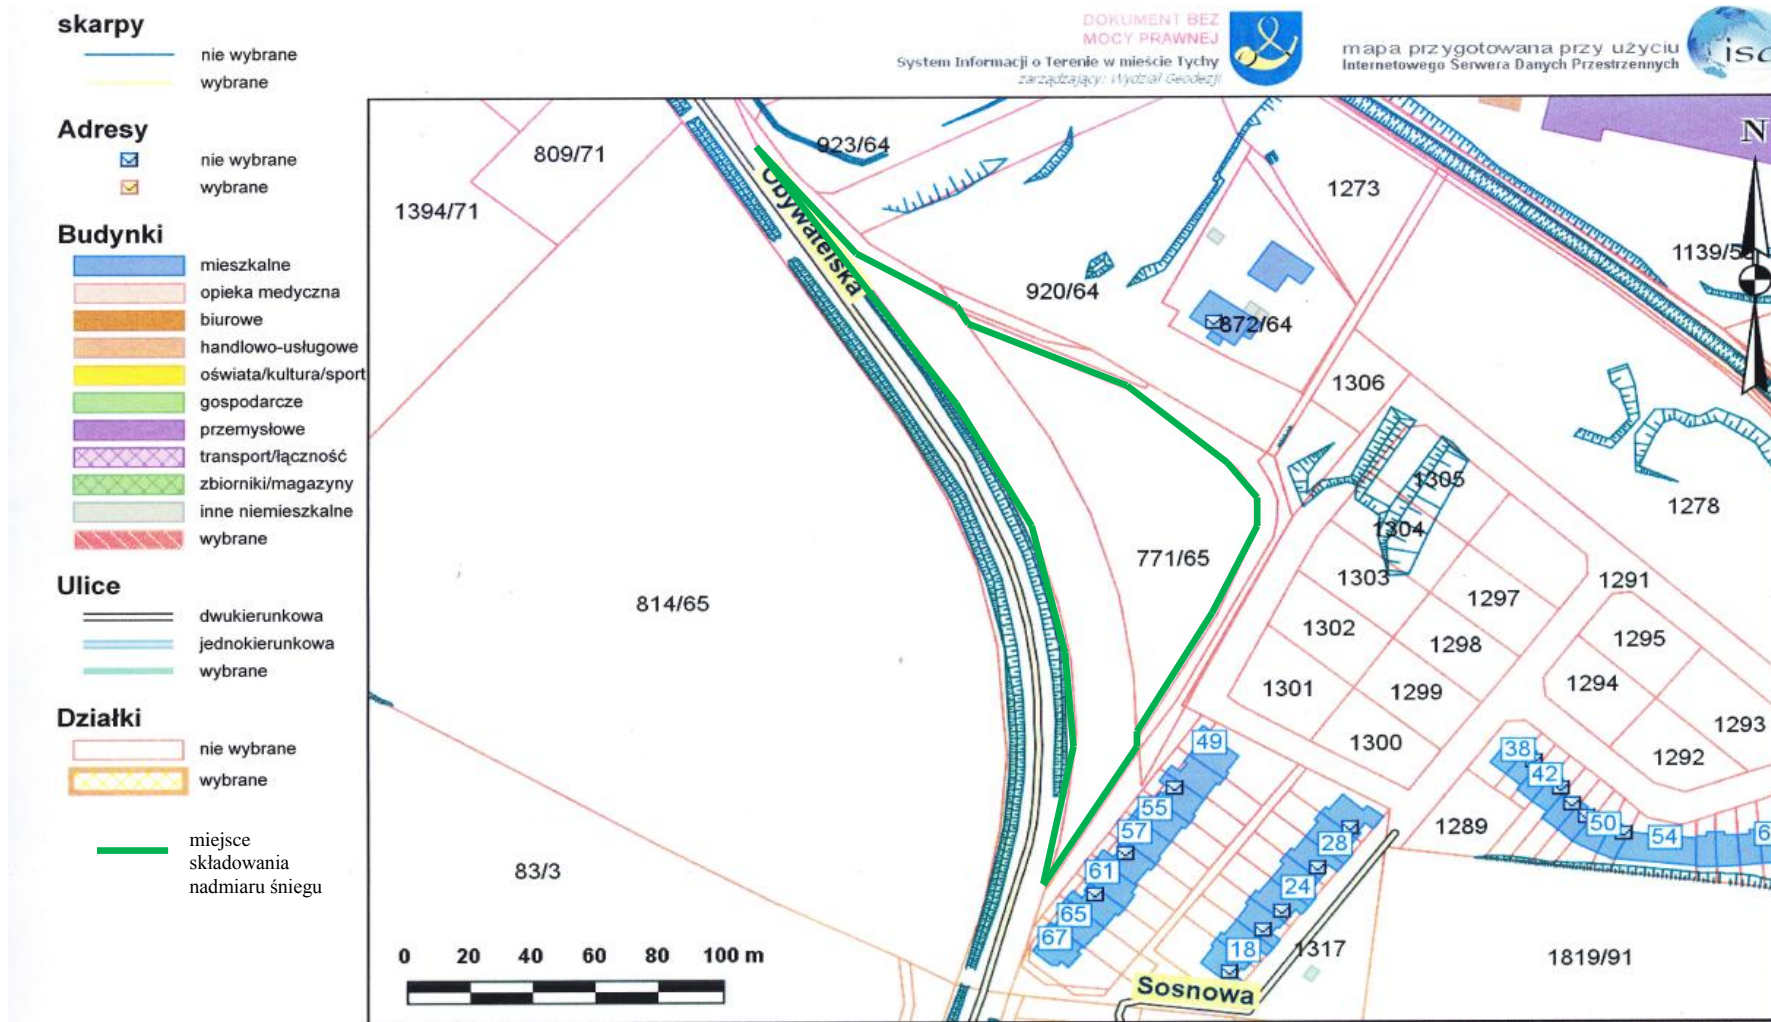 skarpy
nie wybrane
wybrane
Adresy
nie wybrane
wybrane
Budynki
mieszkalne
opieka medyczna
biurowe
handlowo-usługowe
oświata/kultura/sport
gospodarcze
przemysłowe
transport/łączność
zbiorniki/magazyny
inne niemieszkalne
wybrane
Ulice
dwukierunkowa
jednokierunkowa
wybrane
Działki
nie wybrane
wybrane
miejsce
składowania
nadmiaru śniegu
DOKUMENT BEZ
MOCY PRAWNEJ
System Informacji o Terenie w mieście Tychy
zarządzający: Wydział Geodezji
mapa przygotowana przy użyciu
Internetowego Serwera Danych Przestrzennych
N
809/71
923/64
1394/71
Obywatelska
1273
920/64
872/64
1306
1305
1304
1278
771/65
1303
1297
1291
814/65
1302
1298
1295
1301
1299
1294
1293
1300
1292
49
38
42
55
57
50
54
28
1289
61
24
83/3
65
67
18
1317
1819/91
Sosnowa
0 20 40 60 80 100 m